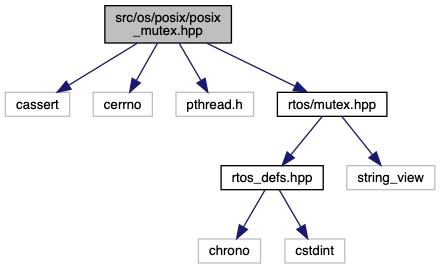 src/os/posix/posix
_mutex.hpp
cassert
cerrno
pthread.h
rtos/mutex.hpp
rtos_defs.hpp
string_view
chrono
cstdint